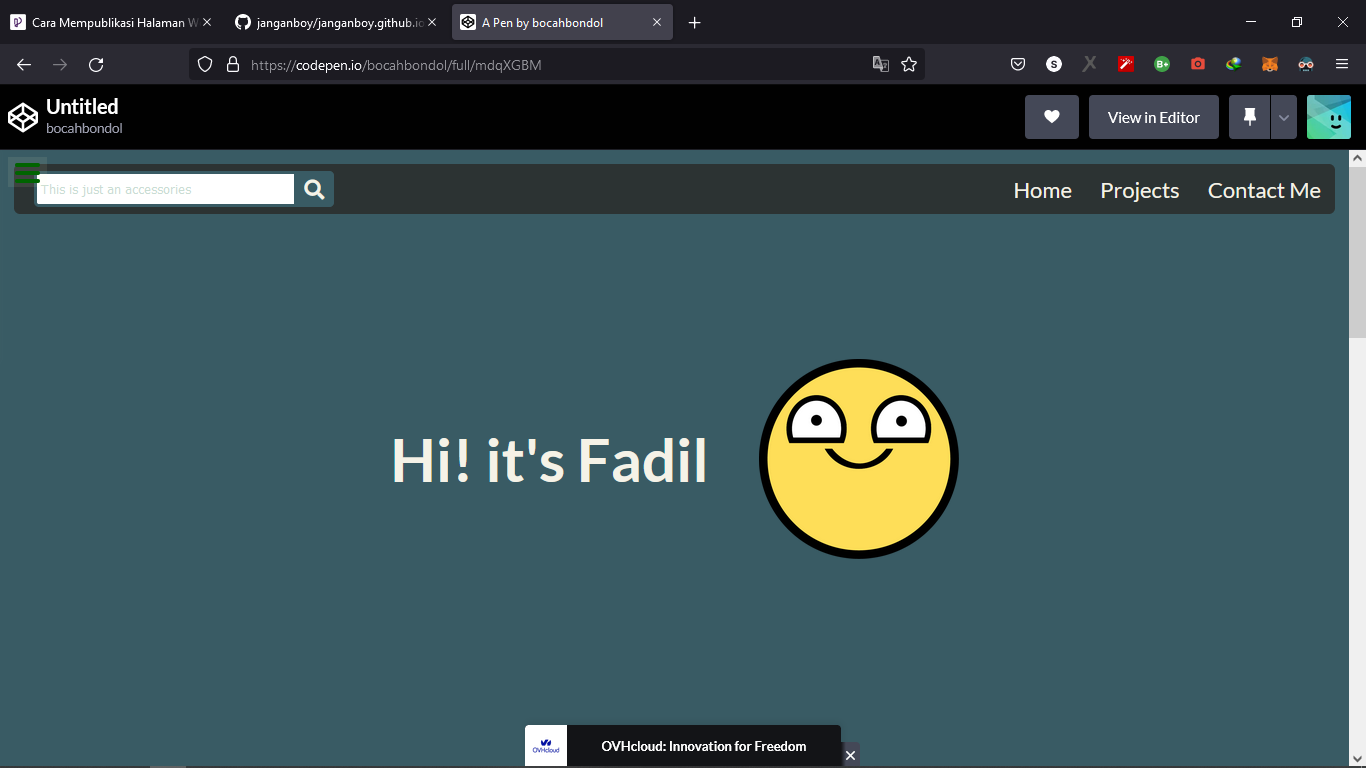 Cara Mempublikasi Halaman W
janganboy/janganboy.github.io
A Pen by bocahbondol
https://codepen.io/bocahbondol/full/mdqXGBM
Untitled
bocahbondol
View in Editor
This is just an accessories
Home
Projects
Contact Me
Hi! it's Fadil
OVHcloud
OVHcloud: Innovation for Freedom